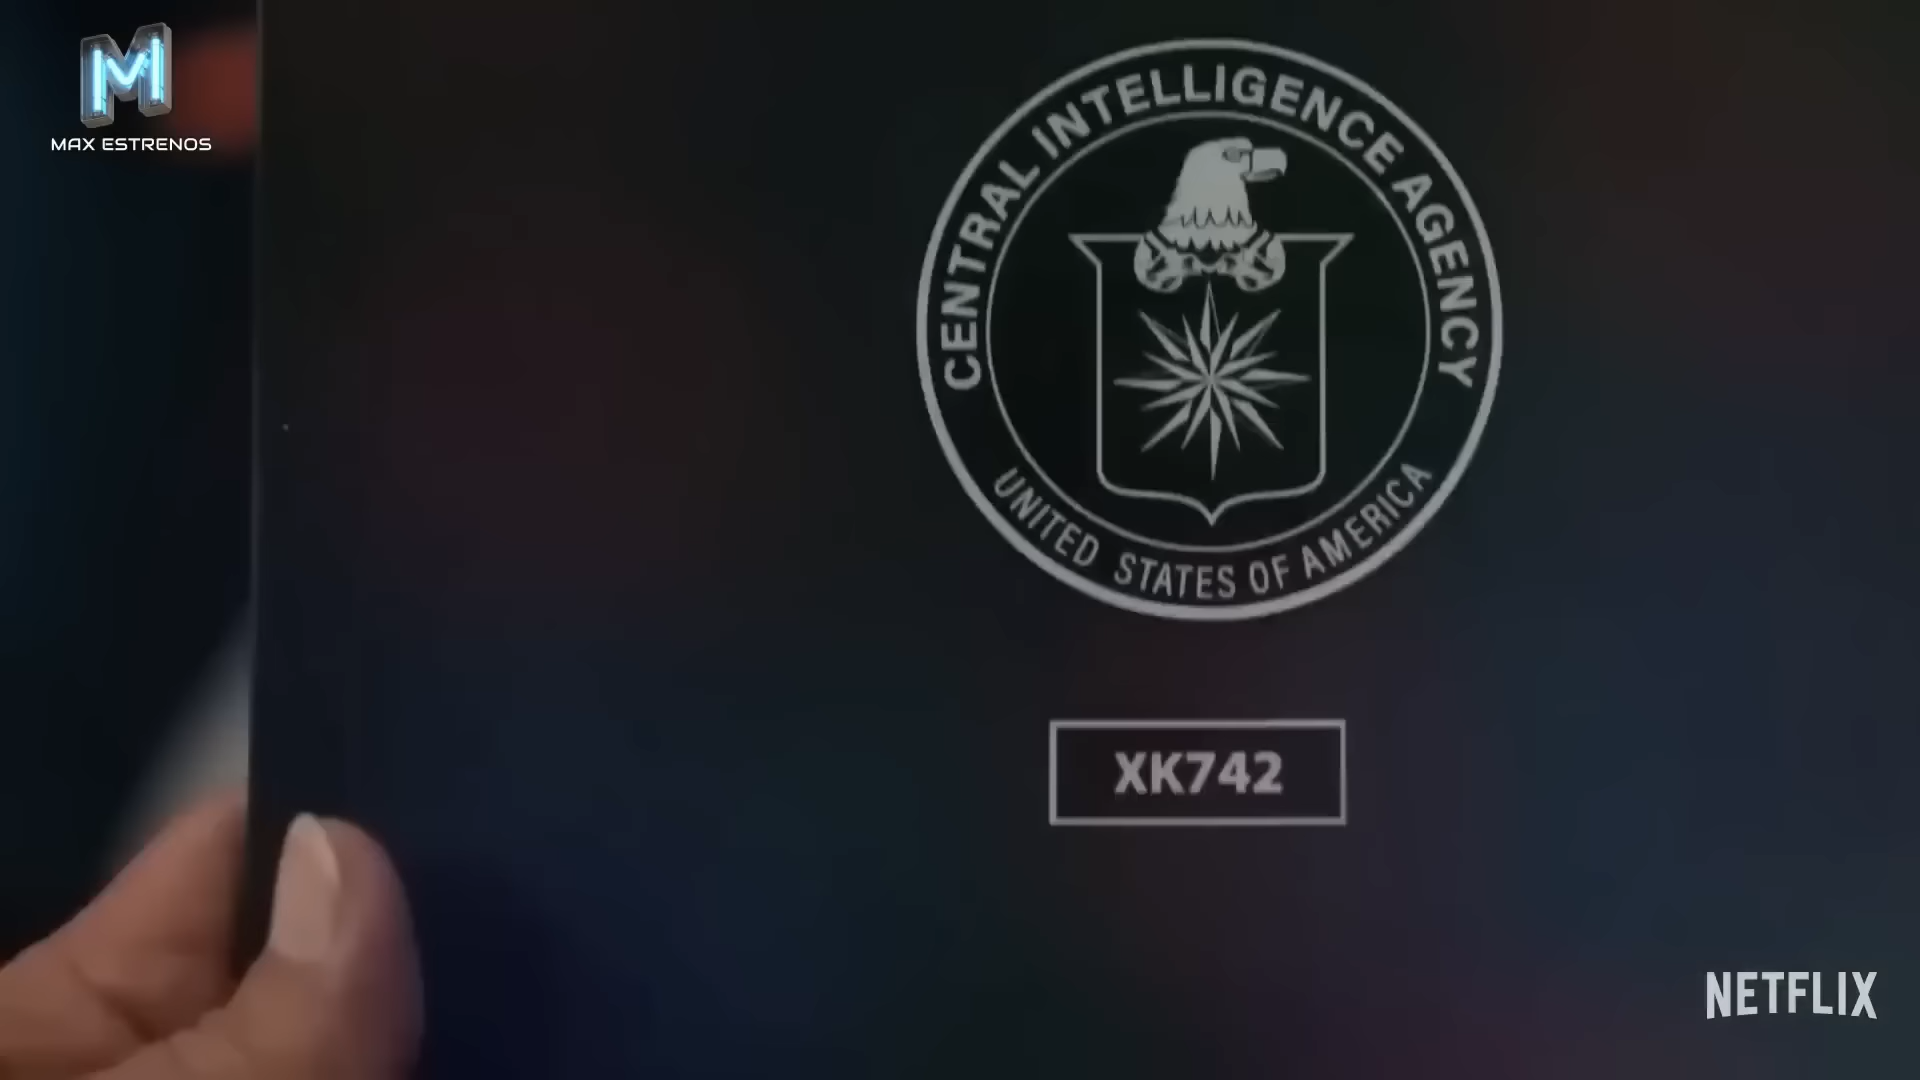 MAX ESTRENOS
CENTRAL INTELLIGENCE AGENCY
UNITED STATES OF AMERICA
XK742
NETFLIX